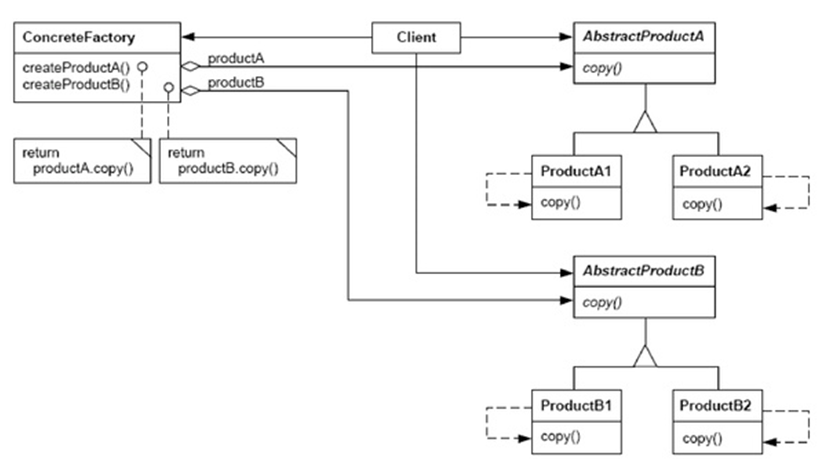 ConcreteFactory
createProductA()
createProductB()
productA
productB
return
productA.copy()
return
productB.copy()
Client
AbstractProductA
copy()
ProductA1
copy()
ProductA2
copy()
AbstractProductB
copy()
ProductB1
copy()
ProductB2
copy()